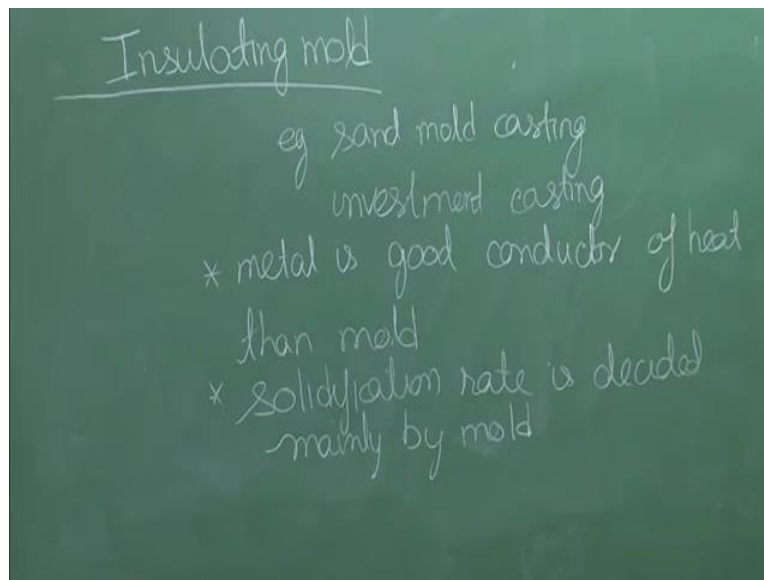 Insulating mold
eg sand mold casting
investment casting
* metal is good conductor of heat
than mold
* solidification rate is decided
mainly by mold